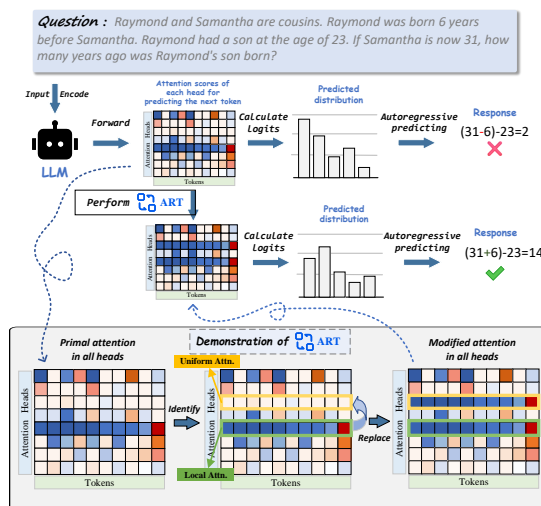 Question : Raymond and Samantha are cousins. Raymond was born 6 years
before Samantha. Raymond had a son at the age of 23. If Samantha is now 31, how
many years ago was Raymond's son born?
Input Encode
LLM
Forward
Attention scores of
each head for
predicting the next token
Attention Heads
Tokens
Calculate
logits
Predicted
distribution
Autoregressive
predicting
Response
(31-6)-23=2
Perform ART
Attention Heads
Tokens
Calculate
Logits
Predicted
distribution
Autoregressive
predicting
Response
(31+6)-23=14
Primal attention
in all heads
Demonstration of ART
Modified attention
in all heads
Uniform Attn.
Attention Heads
Tokens
Identify
Local Attn.
Tokens
Replace
Attention Heads
Tokens